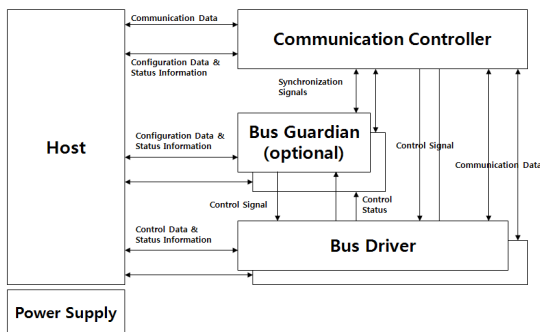 Communication Data
Communication Controller
Configuration Data &
Status Information
Synchronization
Signals
Host
Configuration Data &
Status Information
Bus Guardian
(optional)
Control Signal
Communication Data
Control Signal
Control
Status
Control Data &
Status Information
Bus Driver
Power Supply